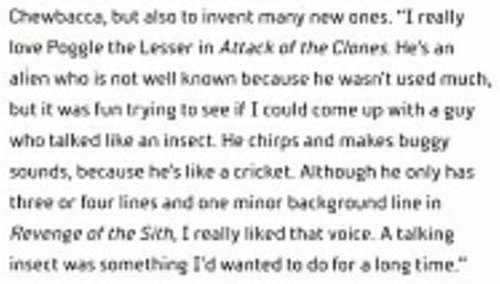 Chewbacca, but also to invent many new ones. "I really
love Poggle the Lesser in Attack of the Clones. He's an
alien who is not well known because he wasn't used much,
but it was fun trying to see if I could come up with a guy
who talked like an insect. He chirps and makes buggy
sounds, because he's like a cricket. Although he only has
three or four lines and one minor background line in
Revenge of the Sith, I really liked that voice. A talking
insect was something I'd wanted to do for a long time."